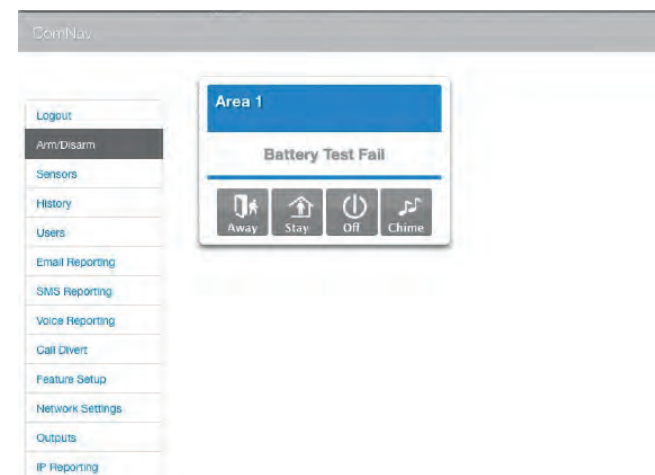 ComNav
Logout
Arm/Disarm
Sensors
History
Users
Email Reporting
SMS Reporting
Voice Reporting
Call Divert
Feature Setup
Network Settings
Outputs
IP Reporting
Area 1
Battery Test Fail
Away Stay Off Chime